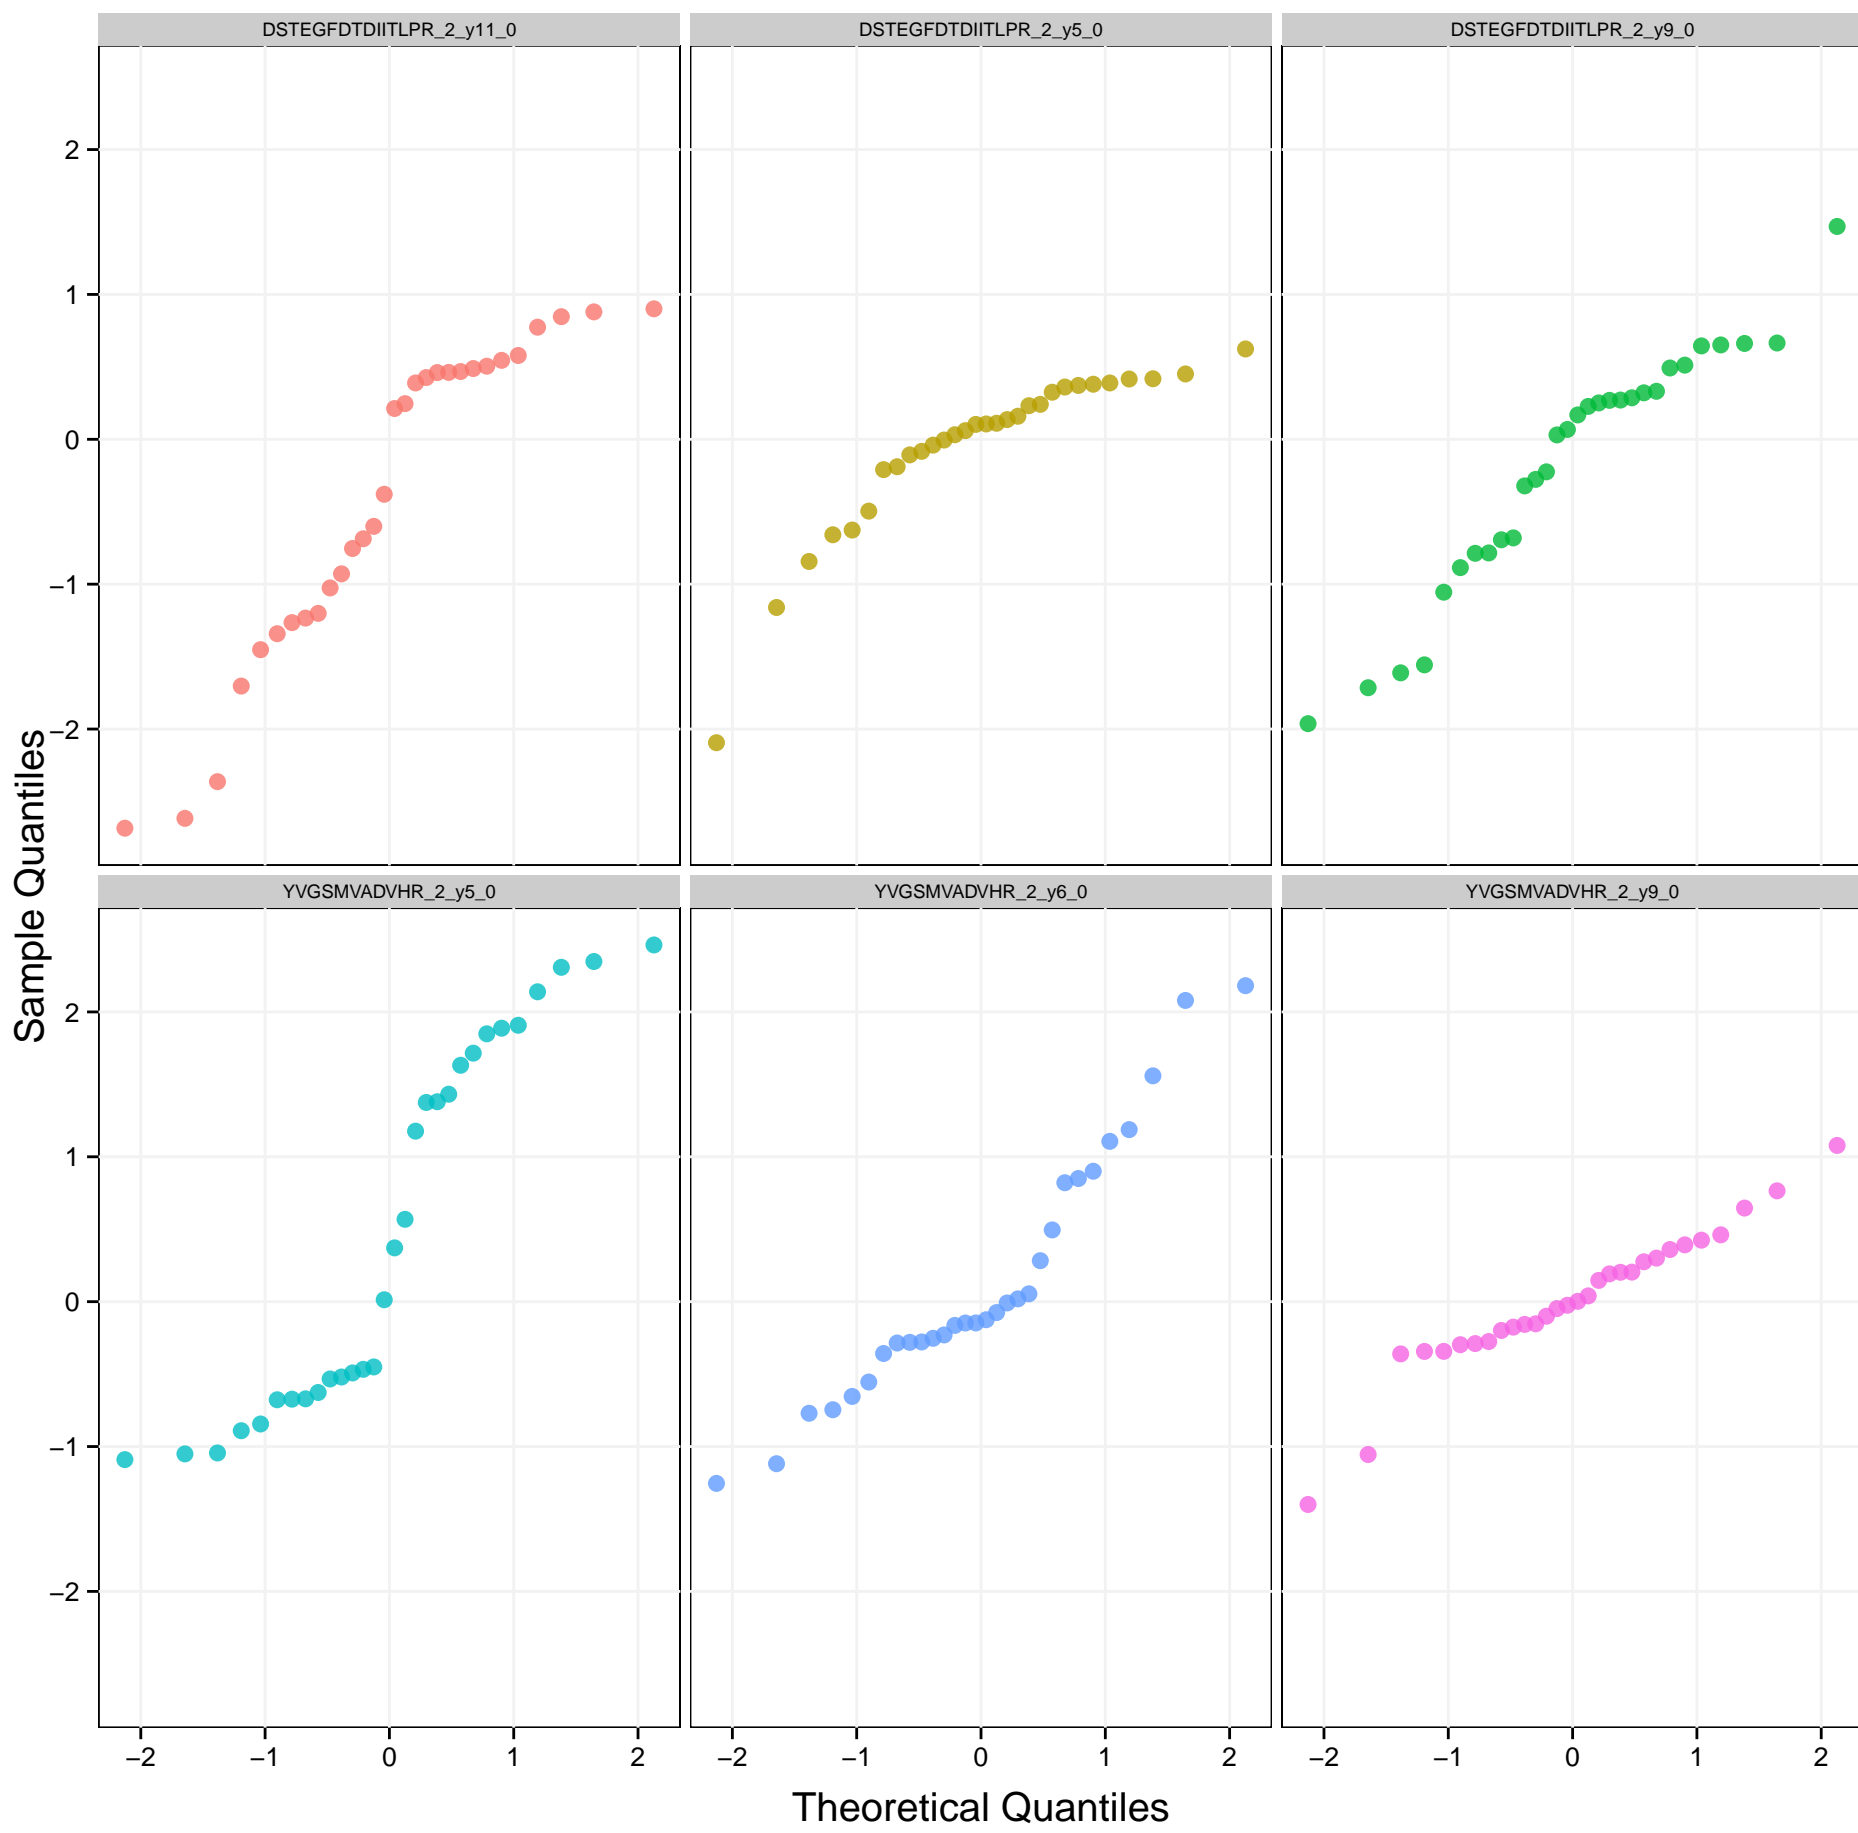 DSTEGFDTDIITLPR_2_y11_0
DSTEGFDTDIITLPR_2_y5_0
DSTEGFDTDIITLPR_2_y9_0
2
1
0
−1
−2
YVGSMVADVHR_2_y5_0
YVGSMVADVHR_2_y6_0
YVGSMVADVHR_2_y9_0
2
1
0
−1
−2
−2 −1 0 1 2
−2 −1 0 1 2
−2 −1 0 1 2
Theoretical Quantiles
Sample Quantiles